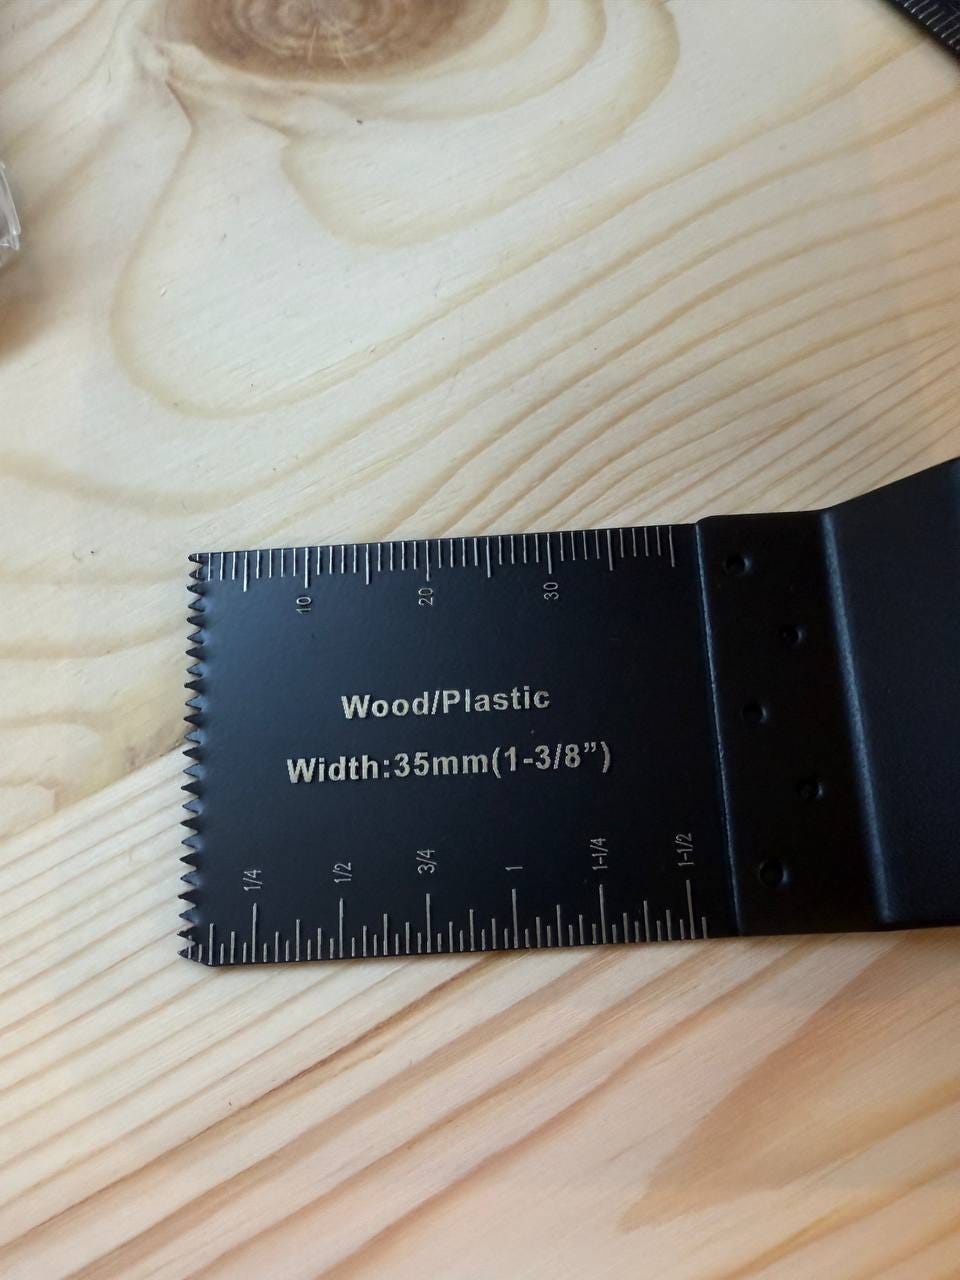 10 20 30
Wood/Plastic
Width:35mm(1-3/8”)
1/4 1/2 3/4 1 1-1/4 1-1/2